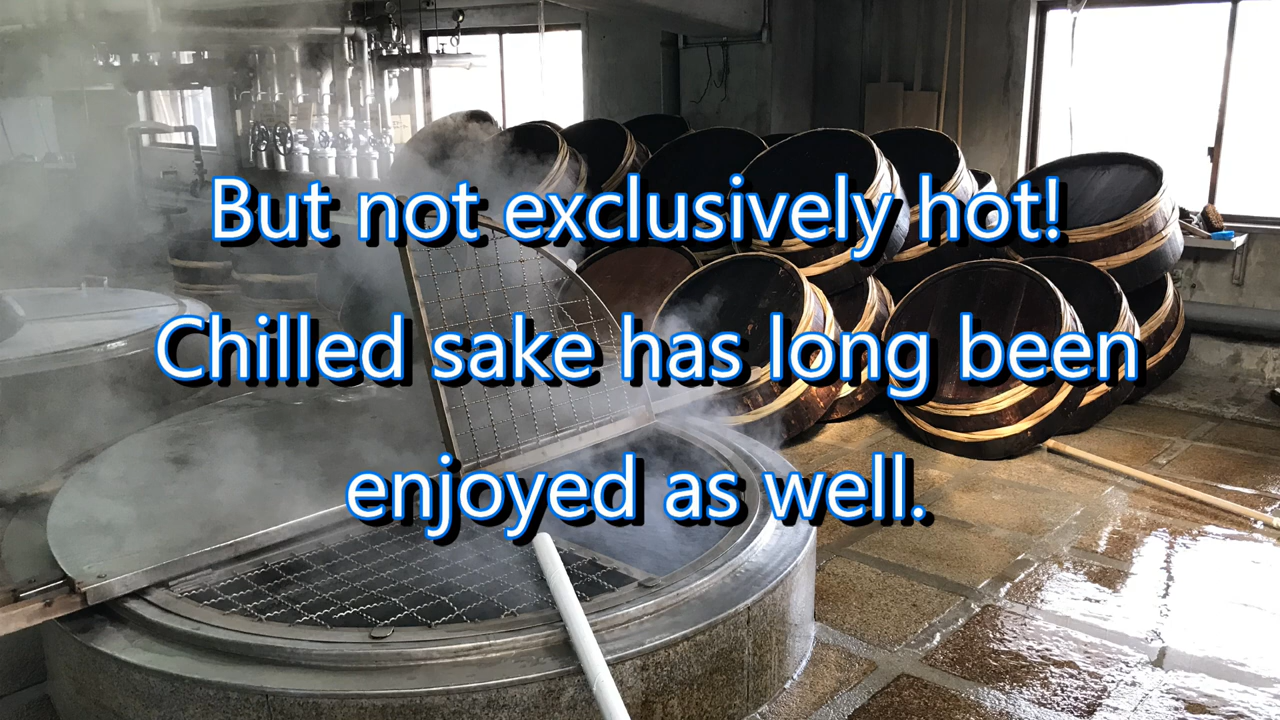 But not exclusively hot!
Chilled sake has long been
enjoyed as well.